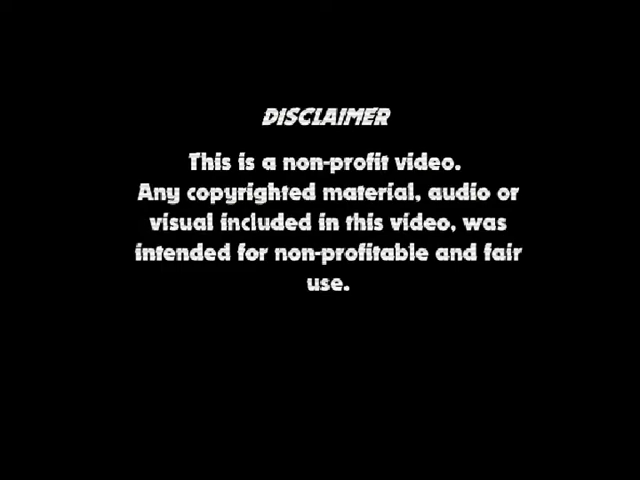 DISCLAIMER
This is a non-profit video.
Any copyrighted material, audio or
visual included in this video, was
intended for non-profitable and fair
use.